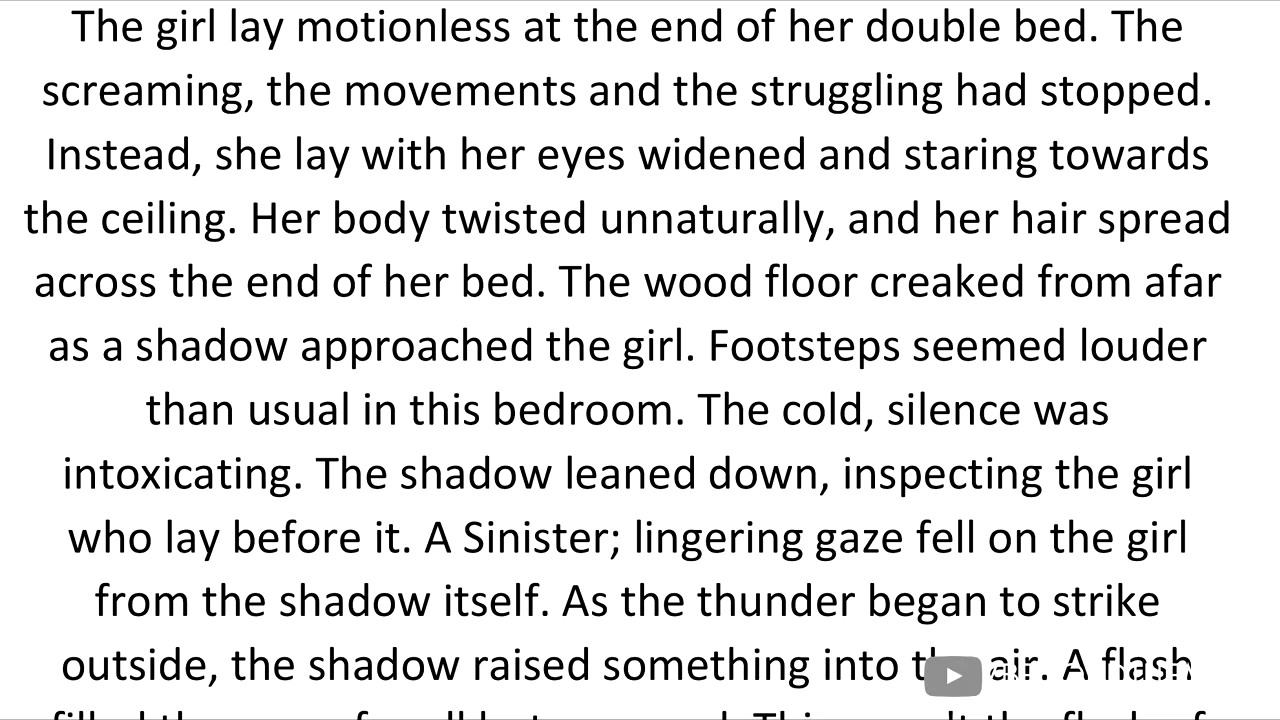 The girl lay motionless at the end of her double bed. The
screaming, the movements and the struggling had stopped.
Instead, she lay with her eyes widened and staring towards
the ceiling. Her body twisted unnaturally, and her hair spread
across the end of her bed. The wood floor creaked from afar
as a shadow approached the girl. Footsteps seemed louder
than usual in this bedroom. The cold, silence was
intoxicating. The shadow leaned down, inspecting the girl
who lay before it. A Sinister; lingering gaze fell on the girl
from the shadow itself. As the thunder began to strike
outside, the shadow raised something into the air. A flash